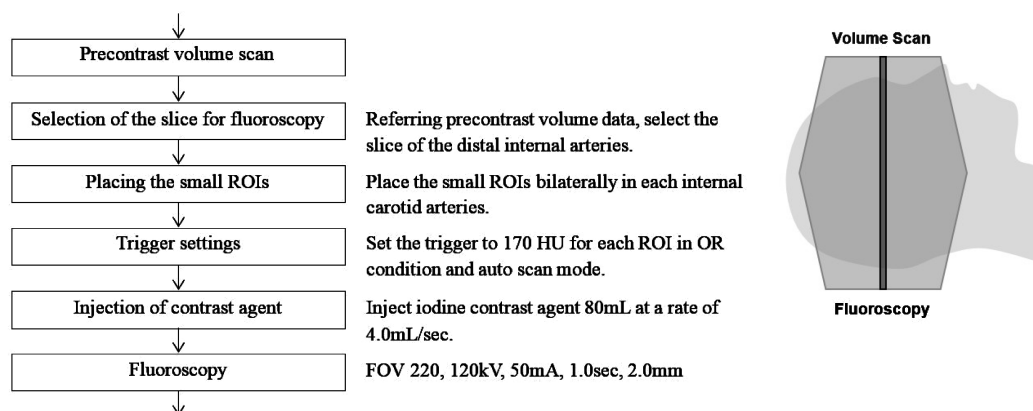 Precontrast volume scan
Selection of the slice for fluoroscopy
Referring precontrast volume data, select the
slice of the distal internal arteries.
Placing the small ROIs
Place the small ROIs bilaterally in each internal
carotid arteries.
Trigger settings
Set the trigger to 170 HU for each ROI in OR
condition and auto scan mode.
Injection of contrast agent
Inject iodine contrast agent 80mL at a rate of
4.0mL/sec.
Fluoroscopy
FOV 220, 120kV, 50mA, 1.0sec, 2.0mm
Volume Scan
Fluoroscopy